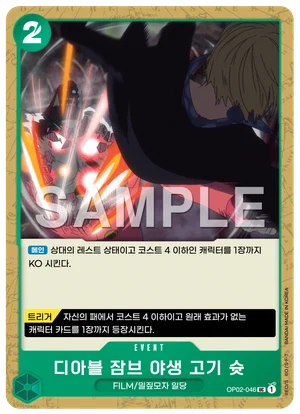 2
SAMPLE
메인 상대의 레스트 상태이고 코스트 4 이하인 캐릭터를 1장까지
KO 시킨다.
트리거 자신의 패에서 코스트 4 이하이고 원래 효과가 없는
캐릭터 카드를 1장까지 등장시킨다.
BANDAI MADE IN KOREA
EVENT
디아블 잠브 야생 고기 슛
FILM/밀짚모자 일당
OP02-046 UC 1